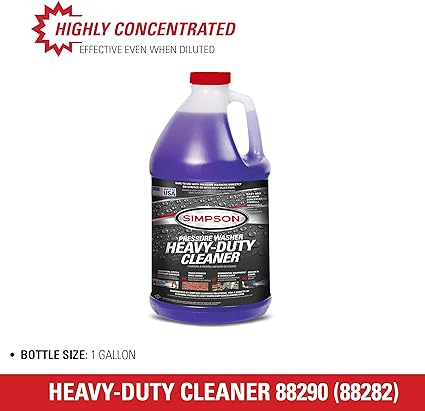 HIGHLY CONCENTRATED
EFFECTIVE EVEN WHEN DILUTED
USA
SIMPSON
PRESSURE WASHER
HEAVY-DUTY
CLEANER
• BOTTLE SIZE: 1 GALLON
HEAVY-DUTY CLEANER 88290 (88282)